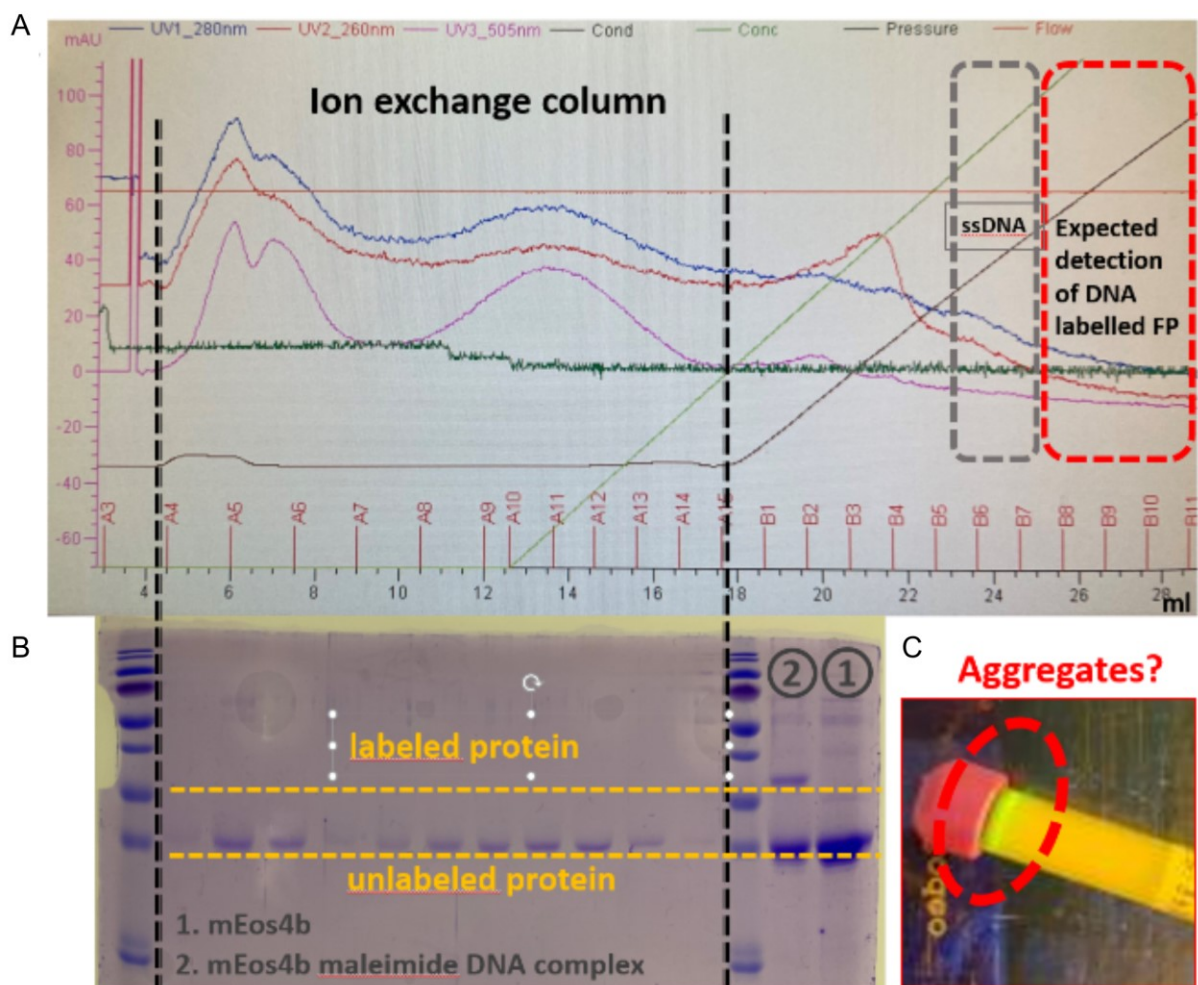 A
mAU
UV1_280nm
UV2_260nm
UV3_505nm
Cond
Conc
Pressure
Flow
Ion exchange column
100
80
60
40
20
0
-20
-40
-60
ssDNA
Expected
detection
of DNA
labelled FP
A3
A4
A5
A6
A7
A8
A9
A10
A11
A12
A13
A14
A15
B1
B2
B3
B4
B5
B6
B7
B8
B9
B10
B11
4
6
8
10
12
14
16
18
20
22
24
26
28
ml
B
labeled protein
unlabeled protein
1. mEos4b
2. mEos4b maleimide DNA complex
2
1
C
Aggregates?